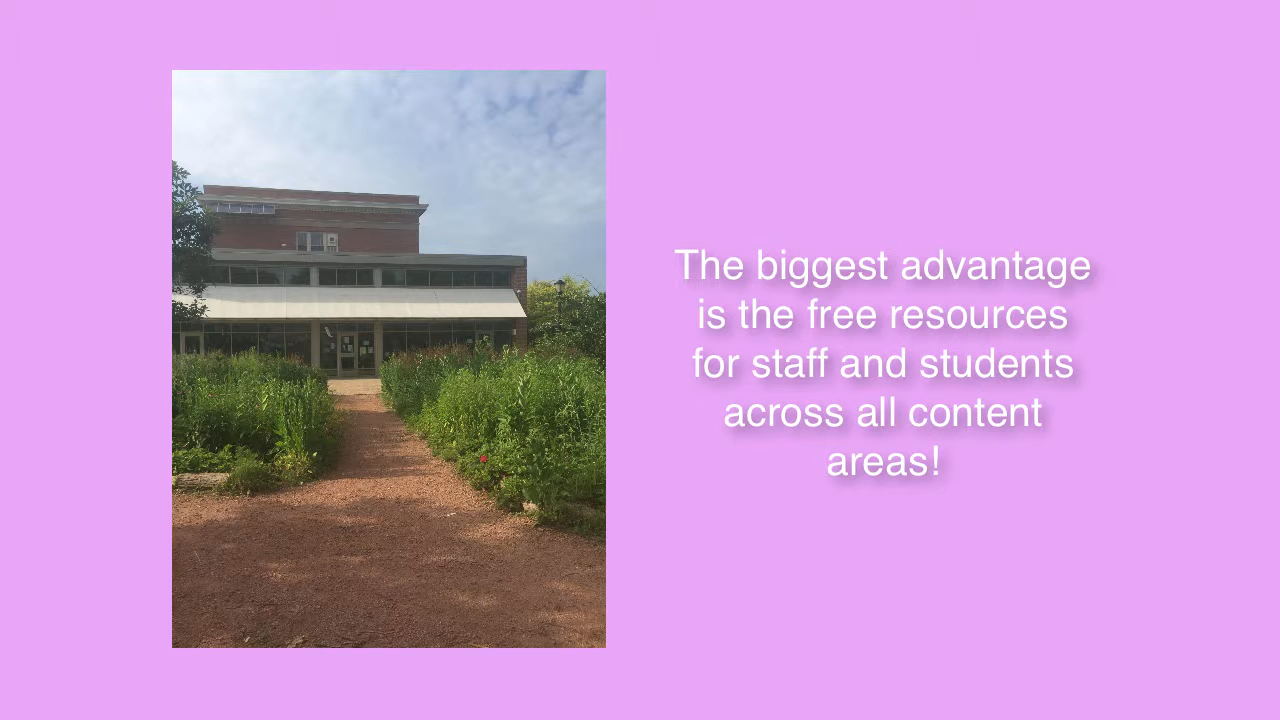 The biggest advantage
is the free resources
for staff and students
across all content
areas!